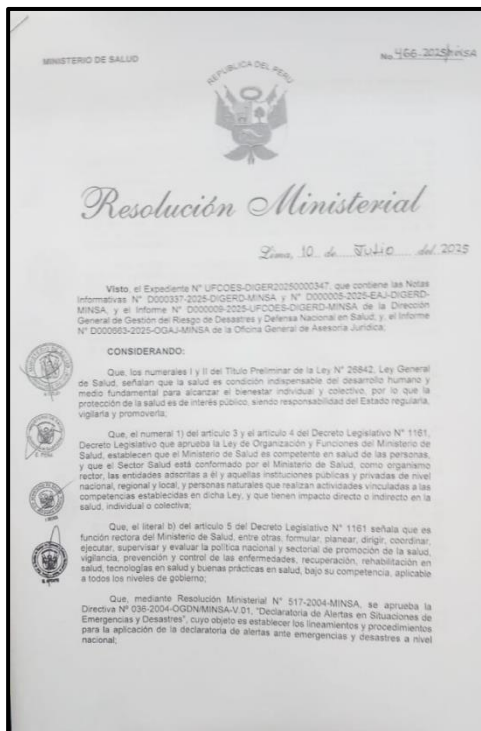 MINISTERIO DE SALUD
No. 466-2025/MINSA
REPUBLICA DEL PERU
Resolución Ministerial
Lima, 10 de JULIO del 2025
Visto, el Expediente N° UFCOES-DIGER20250000347, que contiene las Notas
Informativas N° D000337-2025-DIGERD-MINSA y N° D000005-2025-EAJ-DIGERD-
MINSA, y el Informe N° D000009-2025-UFCOES-DIGERD-MINSA de la Dirección
General de Gestión del Riesgo de Desastres y Defensa Nacional en Salud; y, el Informe
N° D000663-2025-OGAJ-MINSA de la Oficina General de Asesoría Jurídica;
CONSIDERANDO:
Que, los numerales I y II del Título Preliminar de la Ley N° 26842, Ley General
de Salud, señalan que la salud es condición indispensable del desarrollo humano y
medio fundamental para alcanzar el bienestar individual y colectivo, por lo que la
protección de la salud es de interés público, siendo responsabilidad del Estado regularla,
vigilarla y promoverla;
Que, el numeral 1) del artículo 3 y el artículo 4 del Decreto Legislativo N° 1161,
Decreto Legislativo que aprueba la Ley de Organización y Funciones del Ministerio de
Salud, establecen que el Ministerio de Salud es competente en salud de las personas,
y que el Sector Salud está conformado por el Ministerio de Salud, como organismo
rector, las entidades adscritas a él y aquellas instituciones públicas y privadas de nivel
nacional, regional y local, y personas naturales que realizan actividades vinculadas a las
competencias establecidas en dicha Ley, y que tienen impacto directo o indirecto en la
salud, individual o colectiva;
Que, el literal b) del artículo 5 del Decreto Legislativo N° 1161 señala que es
función rectora del Ministerio de Salud, entre otras, formular, planear, dirigir, coordinar,
ejecutar, supervisar y evaluar la política nacional y sectorial de promoción de la salud,
vigilancia, prevención y control de las enfermedades, recuperación, rehabilitación en
salud, tecnologías en salud y buenas prácticas en salud, bajo su competencia, aplicable
a todos los niveles de gobierno;
Que, mediante Resolución Ministerial N° 517-2004-MINSA, se aprueba la
Directiva N° 036-2004-OGDN/MINSA-V.01, "Declaratoria de Alertas en Situaciones de
Emergencias y Desastres", cuyo objeto es establecer los lineamientos y procedimientos
para la aplicación de la declaratoria de alertas ante emergencias y desastres a nivel
nacional;